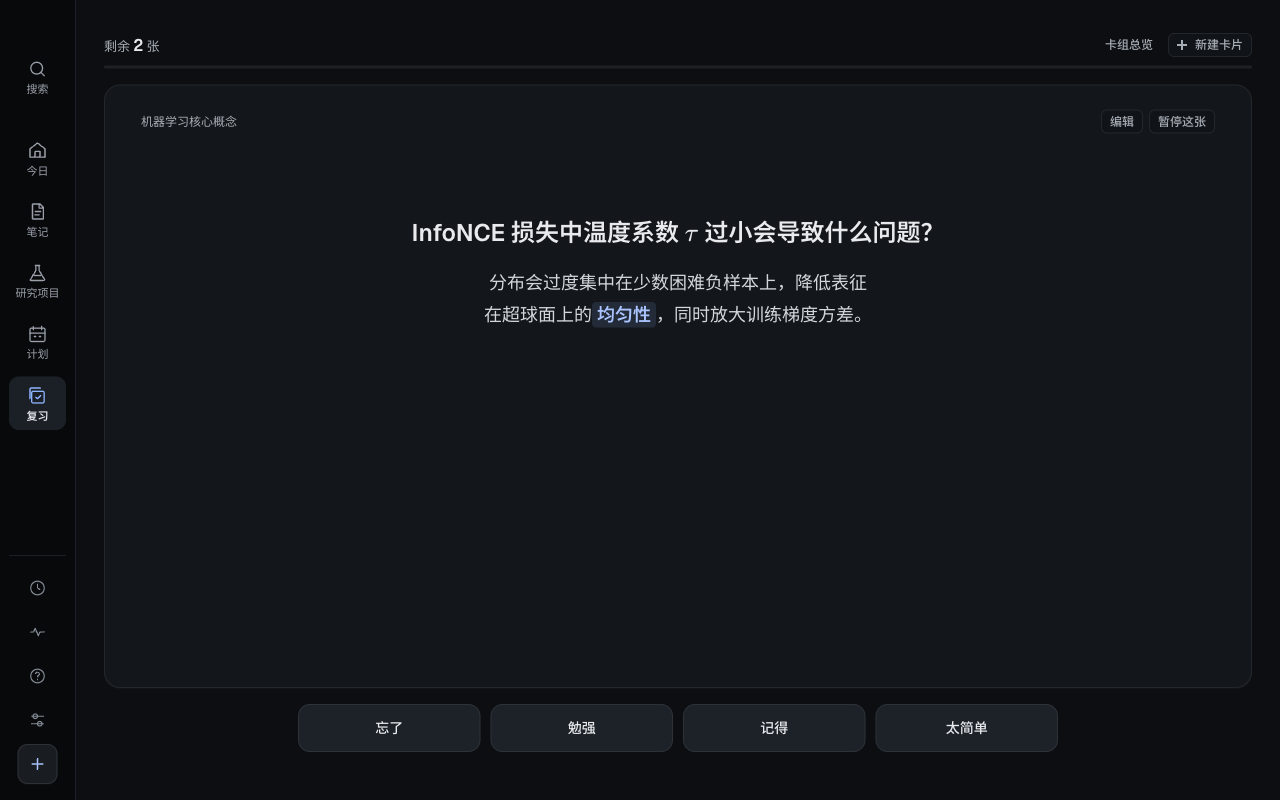 剩余 2 张
卡组总览
新建卡片
搜索
今日
笔记
研究项目
计划
复习
机器学习核心概念
编辑
暂停这张
InfoNCE 损失中温度系数 τ 过小会导致什么问题？
分布会过度集中在少数困难负样本上，降低表征
在超球面上的均匀性，同时放大训练梯度方差。
忘了
勉强
记得
太简单